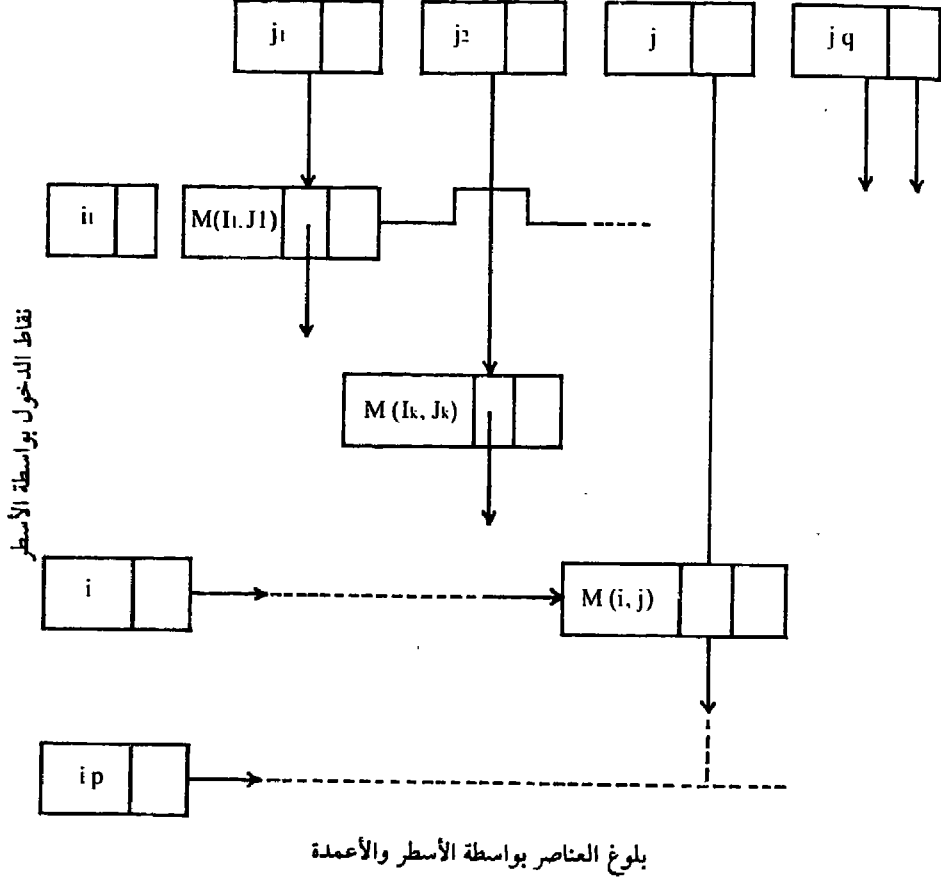 j1 j2 j j q
i1 M(I1.J1)
M (Ik, Jk)
نقاط الدخول بواسطة الأسطر
i M (i, j)
i p
بلوغ العناصر بواسطة الأسطر والأعمدة